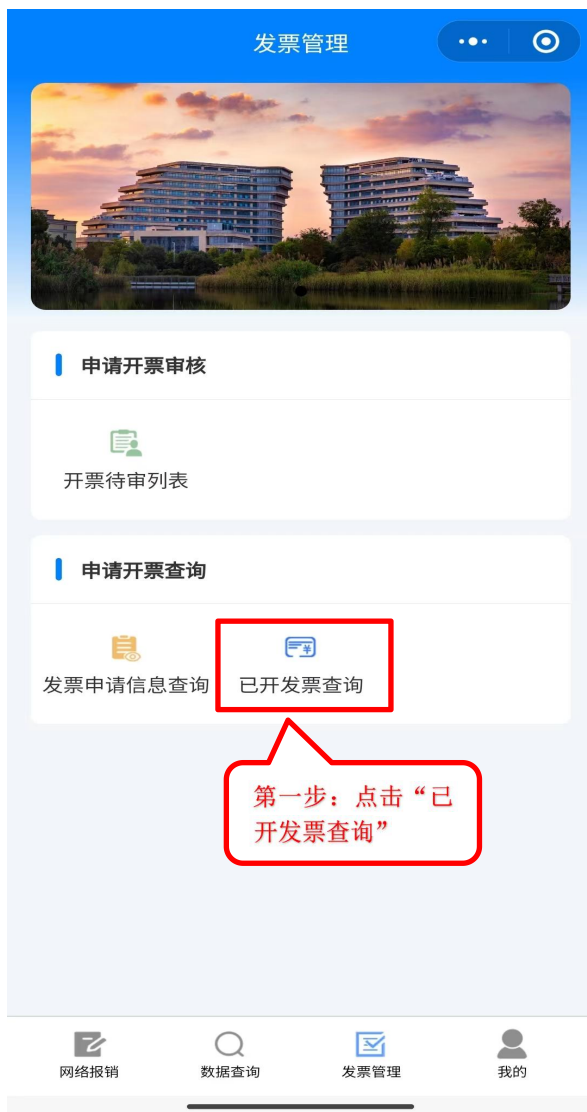 发票管理
申请开票审核
开票待审列表
申请开票查询
发票申请信息查询 已开发票查询
第一步：点击“已
开发票查询”
网络报销 数据查询 发票管理 我的